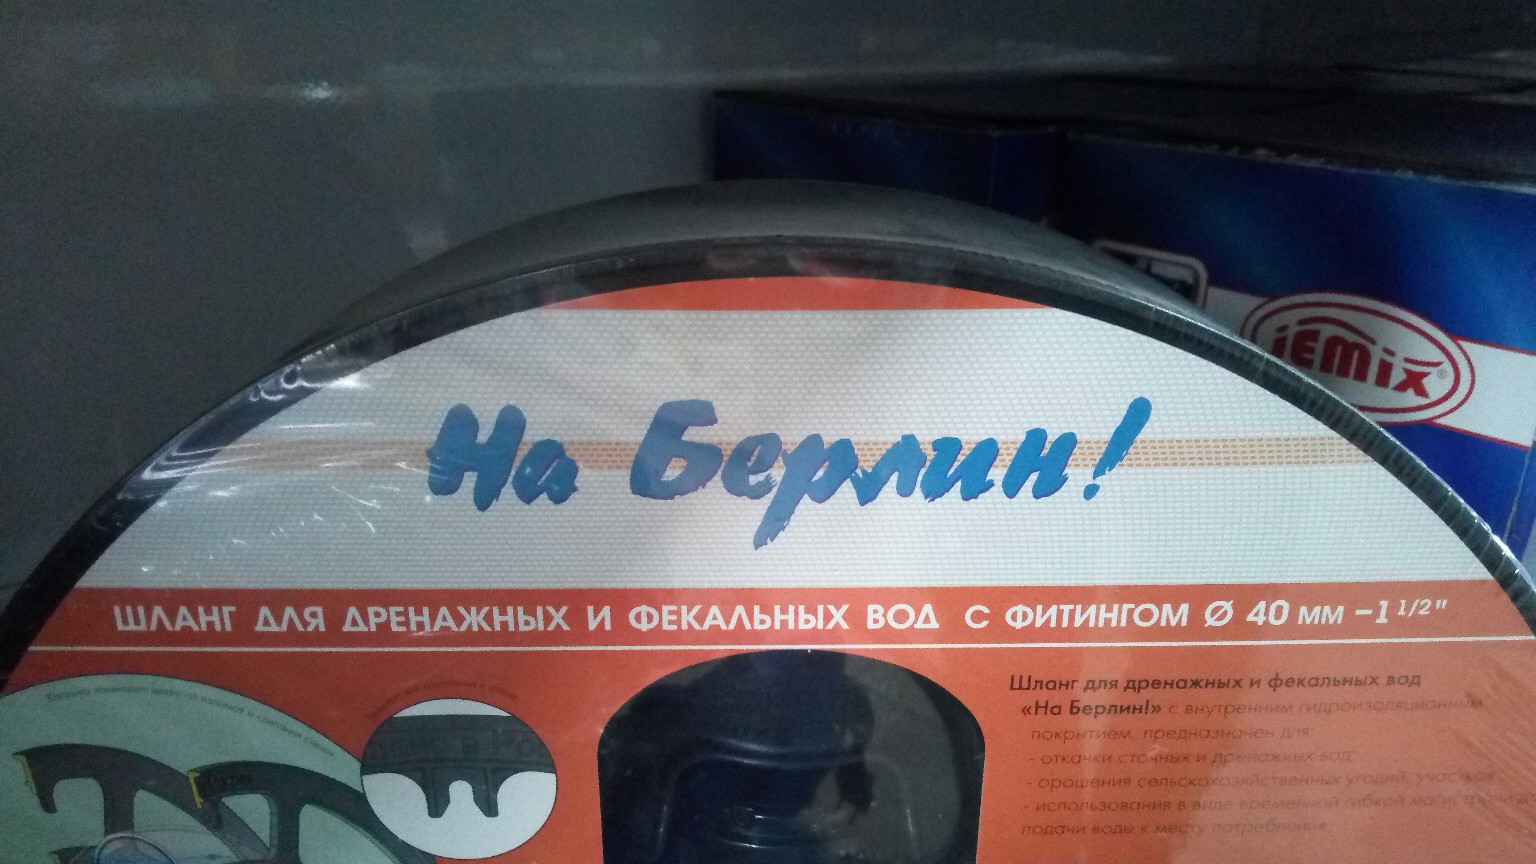 На Берлин!
JEMIX®
ШЛАНГ ДЛЯ ДРЕНАЖНЫХ И ФЕКАЛЬНЫХ ВОД С ФИТИНГОМ Ø 40 мм –1 1/2"
Шланг для дренажных и фекальных вод
«На Берлин!» с внутренним гидроизоляционным
покрытием, предназначен для:
- откачки сточных и дренажных вод;
- орошения сельскохозяйственных угодий, участков,
- использования в виде временной гибкой
подачи воды к месту потребления.